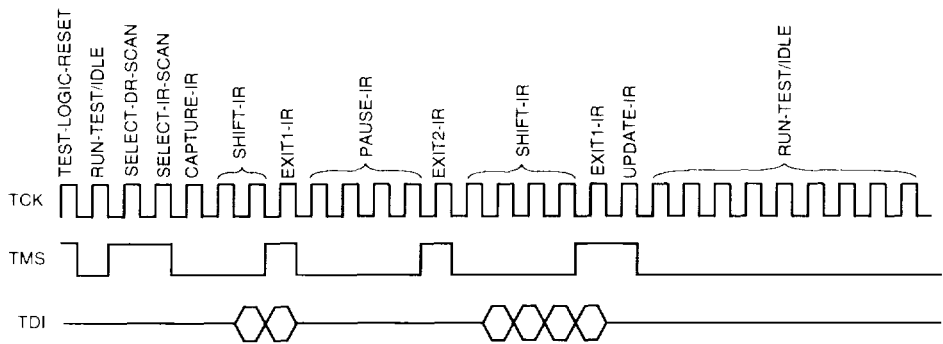 TEST-LOGIC-RESET
RUN-TEST/IDLE
SELECT-DR-SCAN
SELECT-IR-SCAN
CAPTURE-IR
SHIFT-IR
EXIT1-IR
PAUSE-IR
EXIT2-IR
SHIFT-IR
EXIT1-IR
UPDATE-IR
RUN-TEST/IDLE
TCK
TMS
TDI